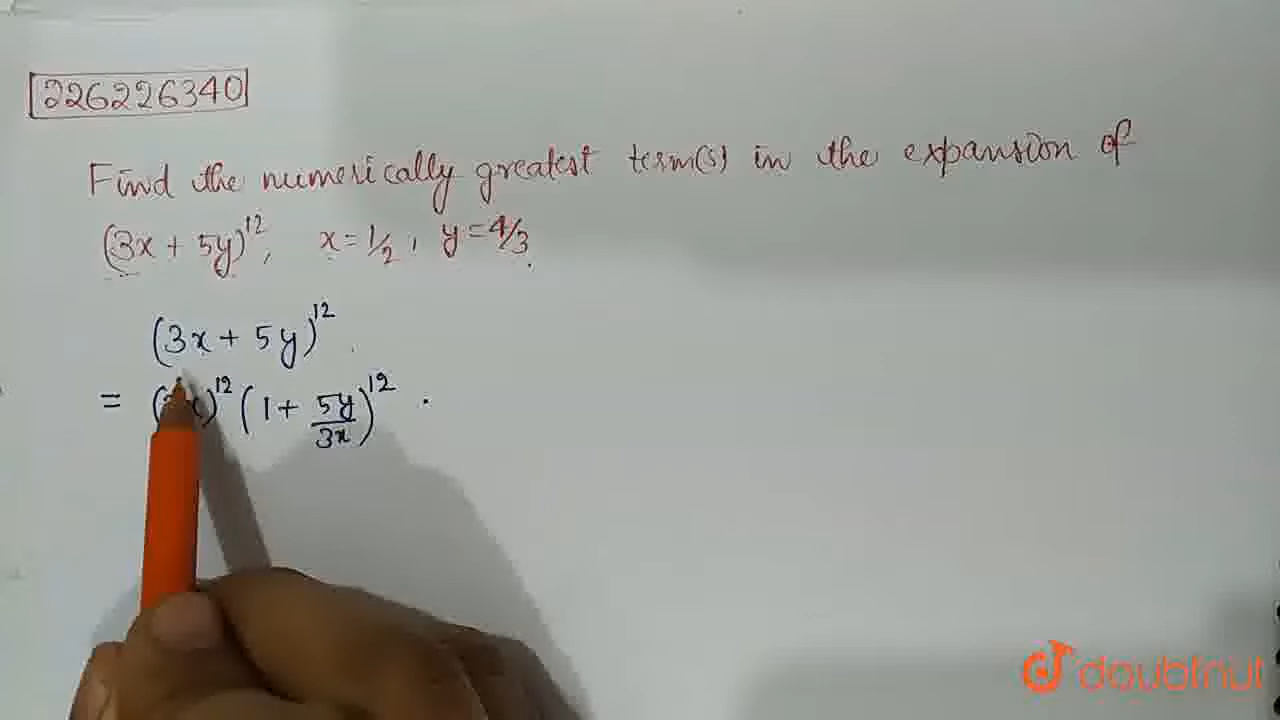 226226340
Find the numerically greatest term(s) in the expansion of
(3x + 5y)^12, x = 1/2, y = 4/3.
(3x + 5y)^12
= ( )^12 (1 + 5y/3x)^12.
doubtnut